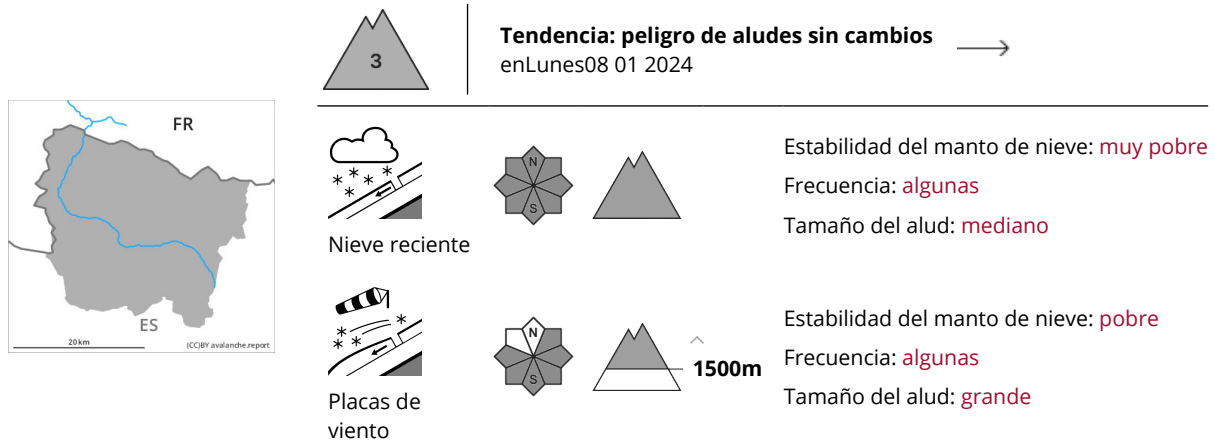 3
Tendencia: peligro de aludes sin cambios
enLunes08 01 2024
FR
ES
20 km
(CC)BY avalanche.report
N
S
Nieve reciente
Estabilidad del manto de nieve: muy pobre
Frecuencia: algunas
Tamaño del alud: mediano
N
S
1500m
Placas de
viento
Estabilidad del manto de nieve: pobre
Frecuencia: algunas
Tamaño del alud: grande